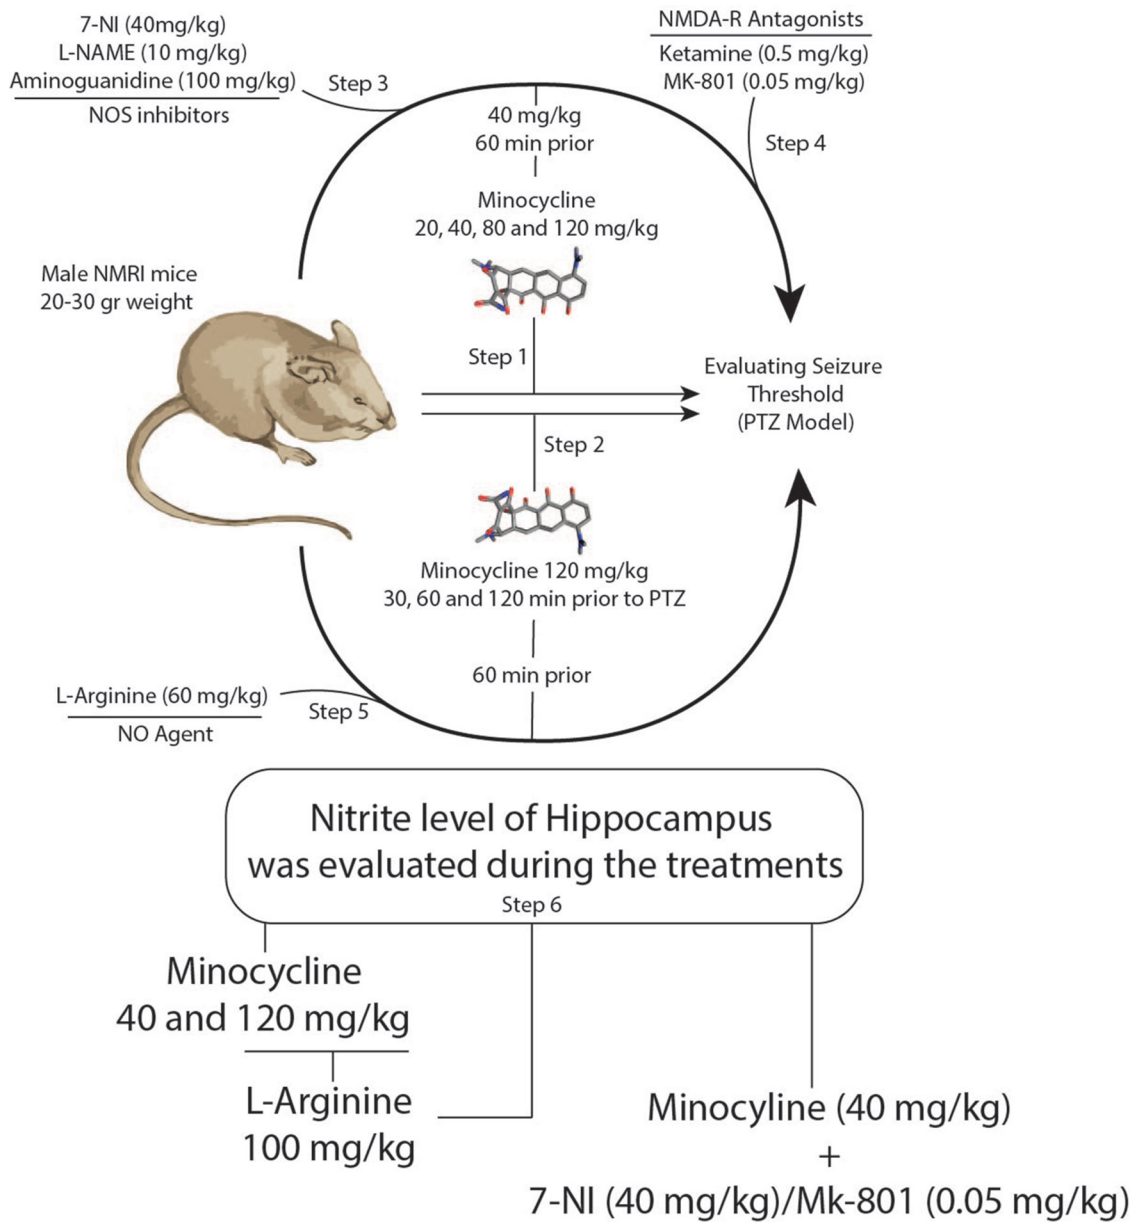 7-NI (40mg/kg)
L-NAME (10 mg/kg)
Aminoguanidine (100 mg/kg)
NOS inhibitors
Step 3
NMDA-R Antagonists
Ketamine (0.5 mg/kg)
MK-801 (0.05 mg/kg)
Step 4
40 mg/kg
60 min prior
Minocycline
20, 40, 80 and 120 mg/kg
Male NMRI mice
20-30 gr weight
Step 1
Evaluating Seizure
Threshold
(PTZ Model)
Step 2
Minocycline 120 mg/kg
30, 60 and 120 min prior to PTZ
60 min prior
L-Arginine (60 mg/kg)
NO Agent
Step 5
Nitrite level of Hippocampus
was evaluated during the treatments
Step 6
Minocycline
40 and 120 mg/kg
L-Arginine
100 mg/kg
Minocyline (40 mg/kg)
+
7-NI (40 mg/kg)/Mk-801 (0.05 mg/kg)